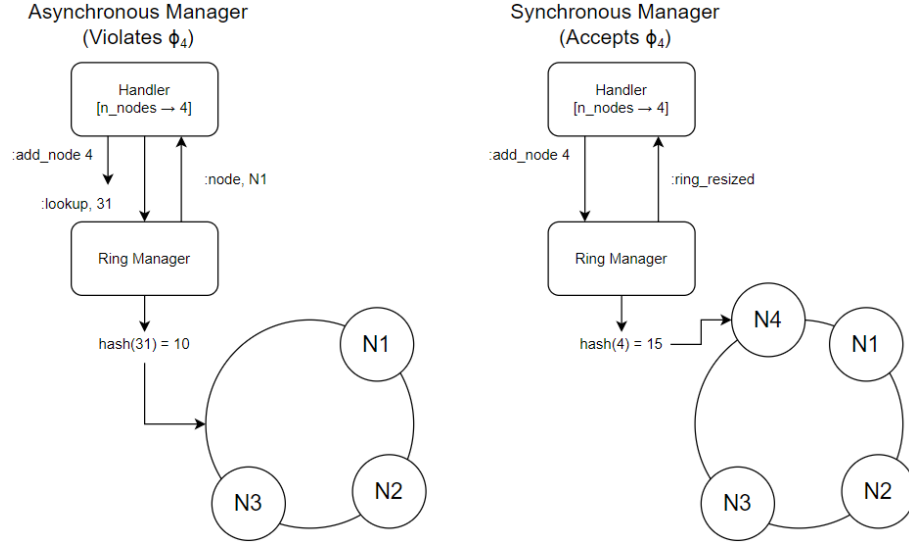 Asynchronous Manager
(Violates ϕ₄)
Handler
[n_nodes → 4]
:add_node 4
:lookup, 31
:node, N1
Ring Manager
hash(31) = 10
N1
N2
N3
Synchronous Manager
(Accepts ϕ₄)
Handler
[n_nodes → 4]
:add_node 4
:ring_resized
Ring Manager
hash(4) = 15
N4
N1
N2
N3